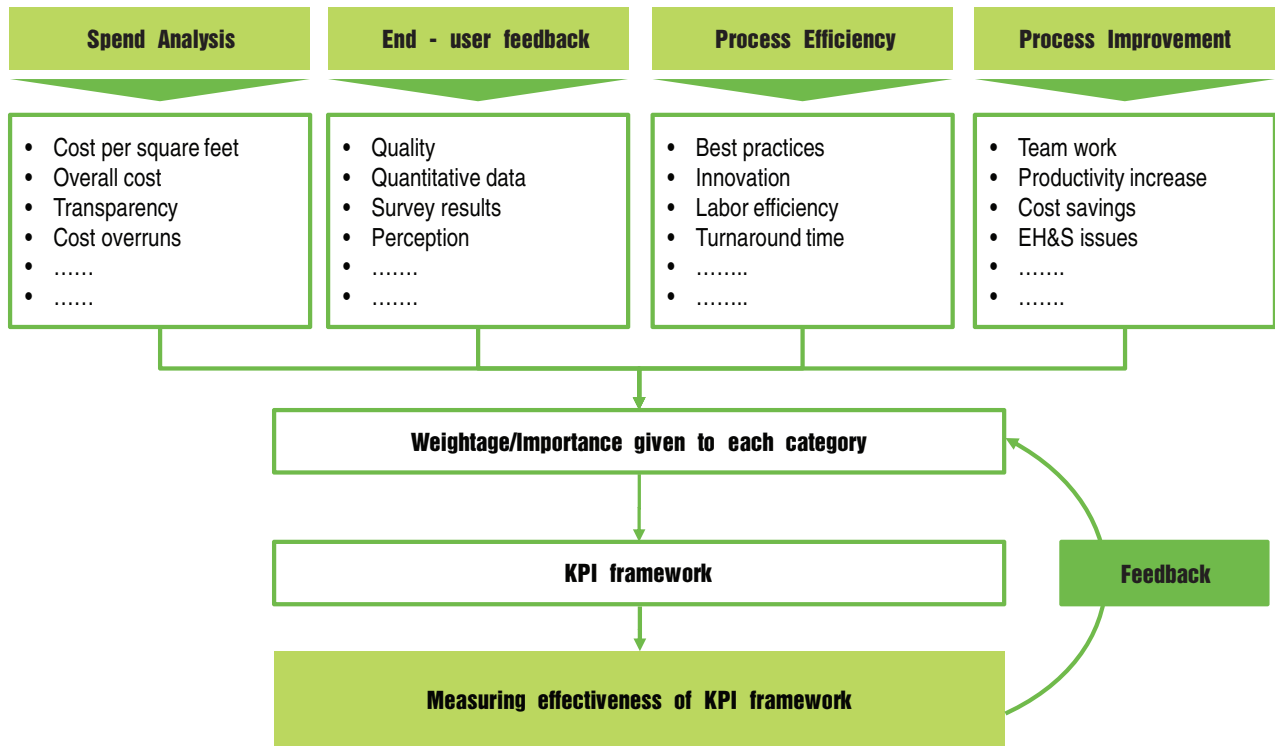 Spend Analysis
• Cost per square feet
• Overall cost
• Transparency
• Cost overruns
• ......
• ......
End - user feedback
• Quality
• Quantitative data
• Survey results
• Perception
• .......
• .......
Process Efficiency
• Best practices
• Innovation
• Labor efficiency
• Turnaround time
• ........
• ........
Process Improvement
• Team work
• Productivity increase
• Cost savings
• EH&S issues
• .......
• .......
Weightage/Importance given to each category
KPI framework
Feedback
Measuring effectiveness of KPI framework